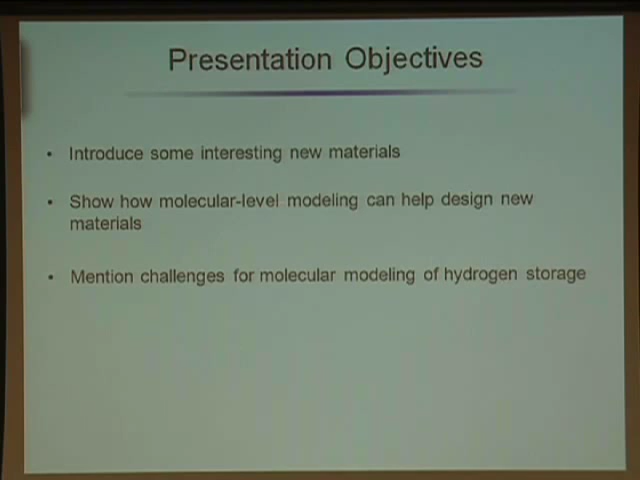 Presentation Objectives
• Introduce some interesting new materials
• Show how molecular-level modeling can help design new
materials
• Mention challenges for molecular modeling of hydrogen storage